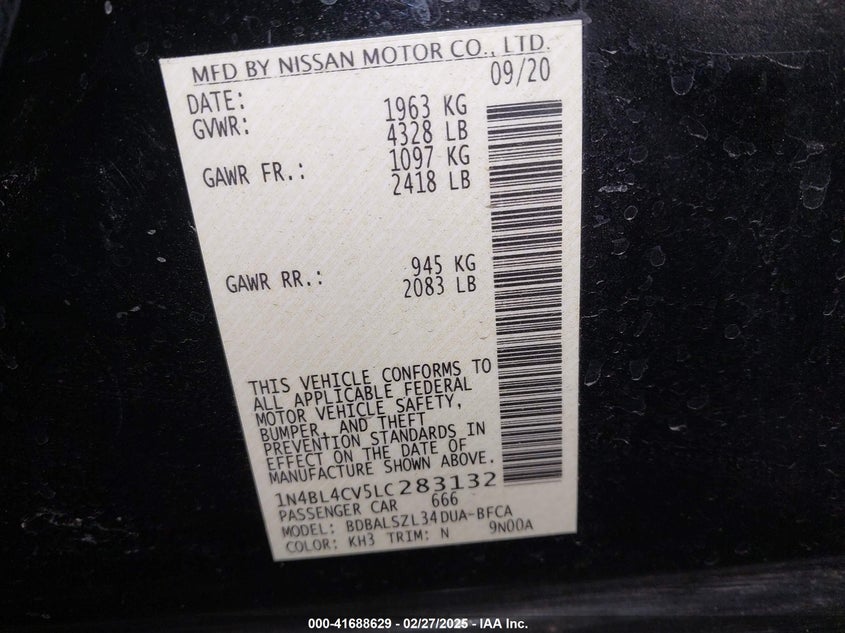 MFD BY NISSAN MOTOR CO., LTD.
DATE: 09/20
GVWR: 1963 KG
4328 LB
GAWR FR.: 1097 KG
2418 LB
GAWR RR.: 945 KG
2083 LB
THIS VEHICLE CONFORMS TO
ALL APPLICABLE FEDERAL
MOTOR VEHICLE SAFETY,
BUMPER, AND THEFT
PREVENTION STANDARDS IN
EFFECT ON THE DATE OF
MANUFACTURE SHOWN ABOVE.
1N4BL4CV5LC283132
PASSENGER CAR 666
MODEL: BDBALSZL34DUA-BFCA
COLOR: KH3 TRIM: N 9N00A
000-41688629 - 02/27/2025 - IAA Inc.